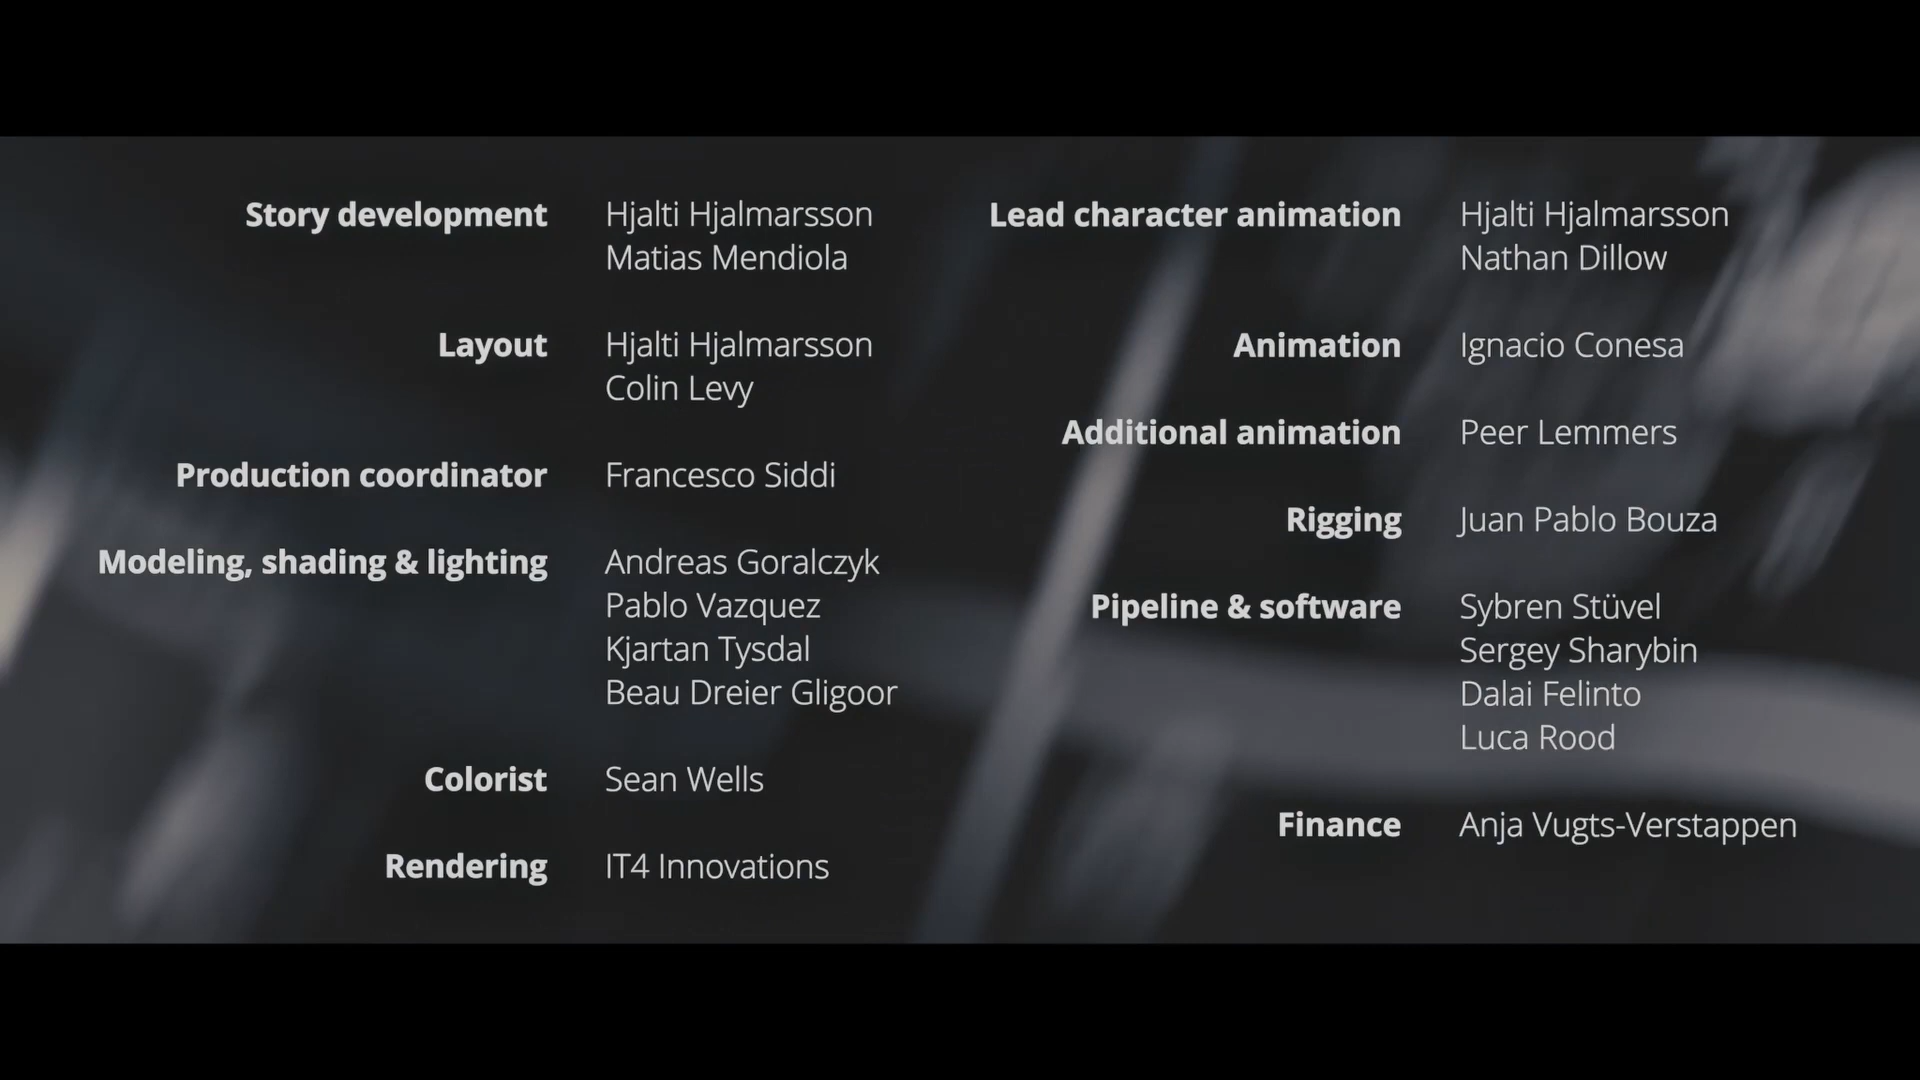 Story development Hjalti Hjalmarsson
Matias Mendiola
Layout Hjalti Hjalmarsson
Colin Levy
Production coordinator Francesco Siddi
Modeling, shading & lighting Andreas Goralczyk
Pablo Vazquez
Kjartan Tysdal
Beau Dreier Gligoor
Colorist Sean Wells
Rendering IT4 Innovations
Lead character animation Hjalti Hjalmarsson
Nathan Dillow
Animation Ignacio Conesa
Additional animation Peer Lemmers
Rigging Juan Pablo Bouza
Pipeline & software Sybren Stüvel
Sergey Sharybin
Dalai Felinto
Luca Rood
Finance Anja Vugts-Verstappen